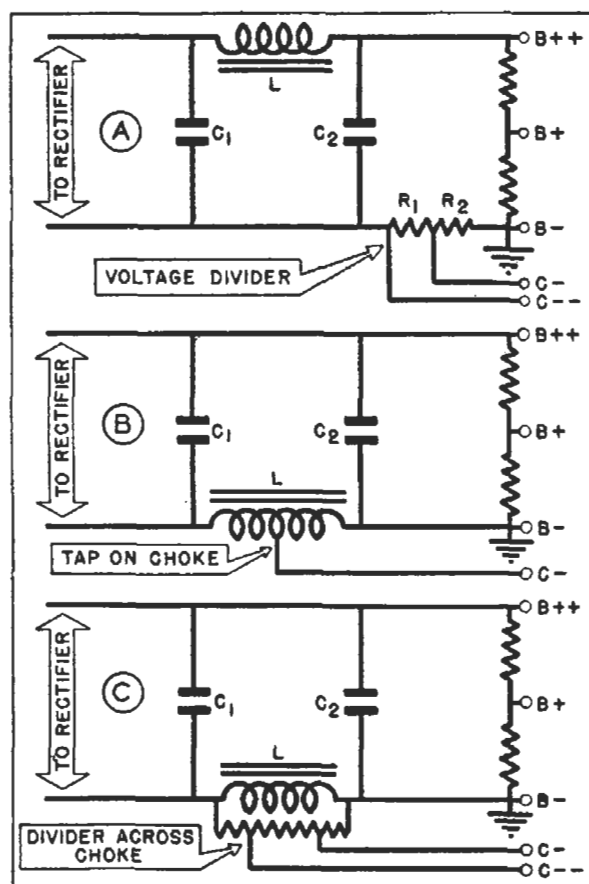 B++
L
TO RECTIFIER
A
C1
C2
B+
R1 R2
B-
VOLTAGE DIVIDER
C-
C--
B++
TO RECTIFIER
B
C1
C2
B+
L
B-
TAP ON CHOKE
C-
B++
TO RECTIFIER
C
C1
C2
B+
L
B-
DIVIDER ACROSS
CHOKE
C-
C--